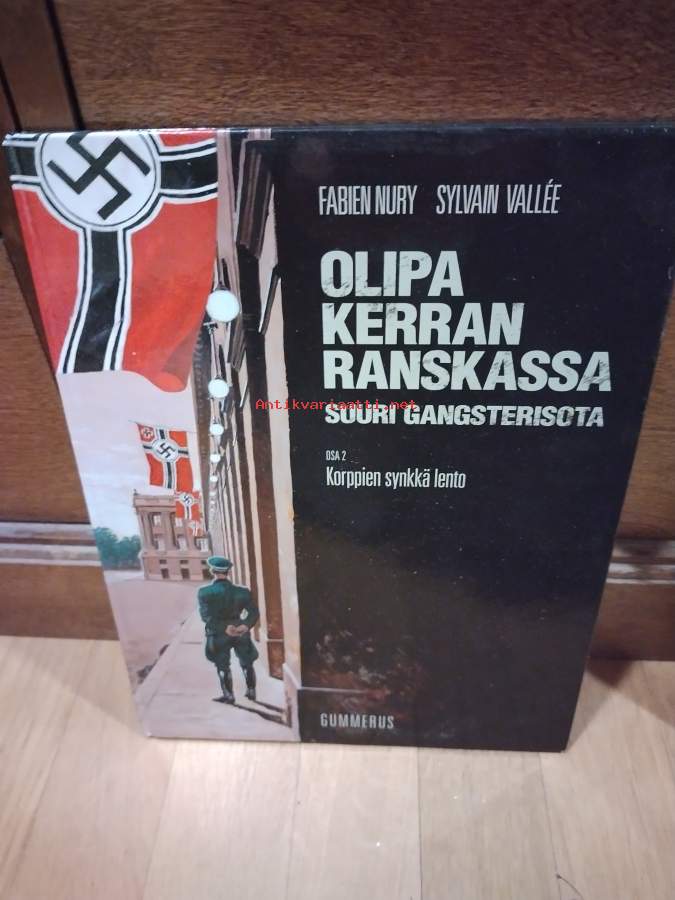 FABIEN NURY SYLVAIN VALLÉE
OLIPA
KERRAN
RANSKASSA
Antikvariaatti.net
SUURI GANGSTERISOTA
OSA 2
Korppien synkkä lento
GUMMERUS